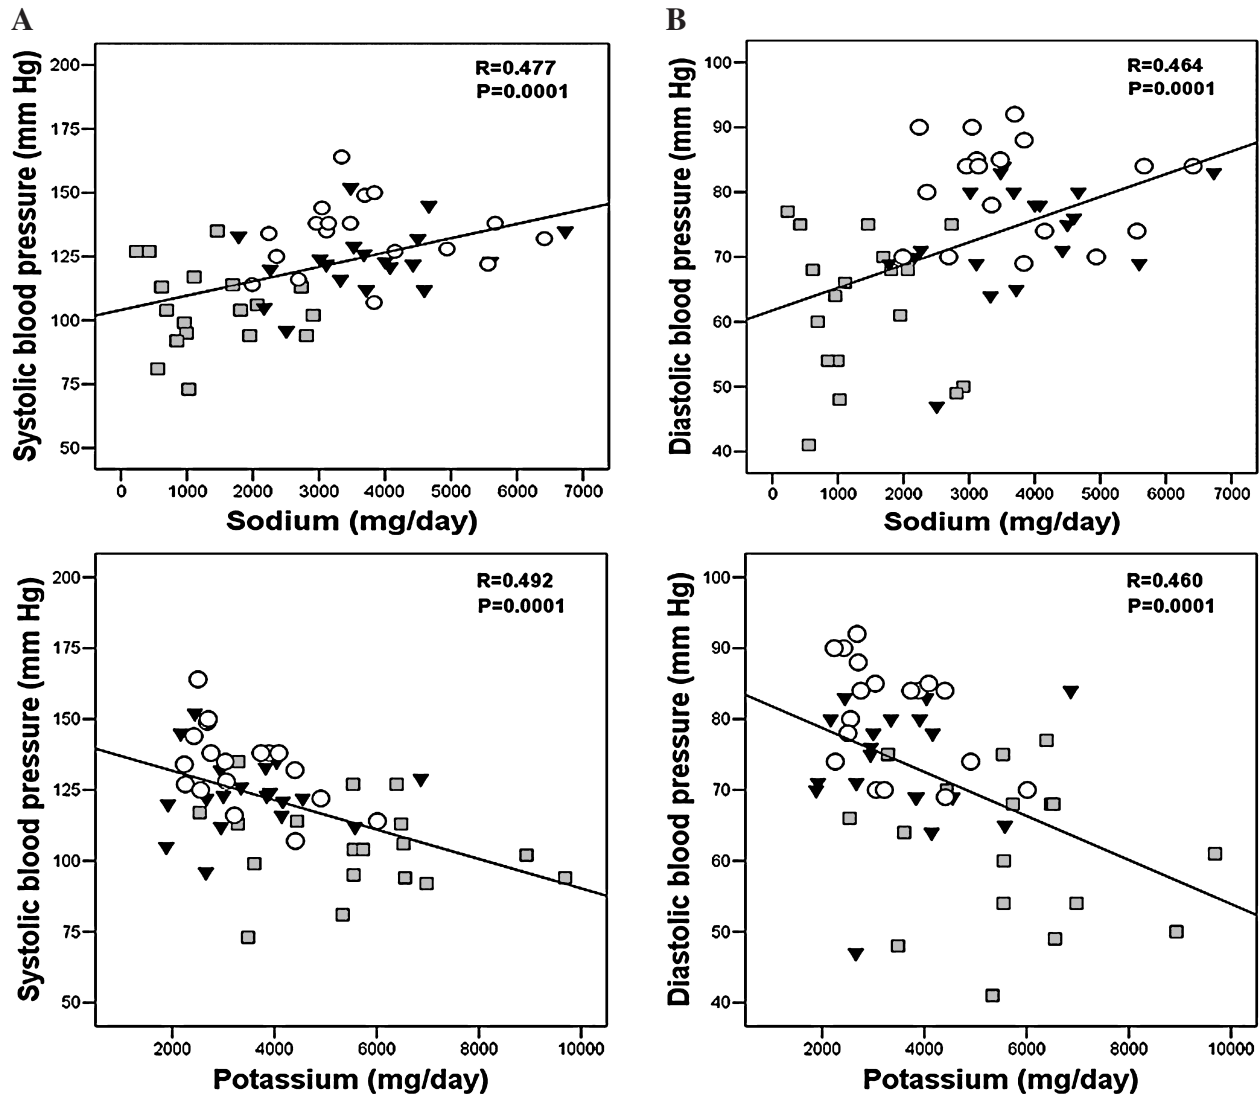 A
Systolic blood pressure (mm Hg)
200
175
150
125
100
75
50
R=0.477
P=0.0001
0 1000 2000 3000 4000 5000 6000 7000
Sodium (mg/day)
B
Diastolic blood pressure (mm Hg)
100
90
80
70
60
50
40
R=0.464
P=0.0001
0 1000 2000 3000 4000 5000 6000 7000
Sodium (mg/day)
Systolic blood pressure (mm Hg)
200
175
150
125
100
75
50
R=0.492
P=0.0001
2000 4000 6000 8000 10000
Potassium (mg/day)
Diastolic blood pressure (mm Hg)
100
90
80
70
60
50
40
R=0.460
P=0.0001
2000 4000 6000 8000 10000
Potassium (mg/day)